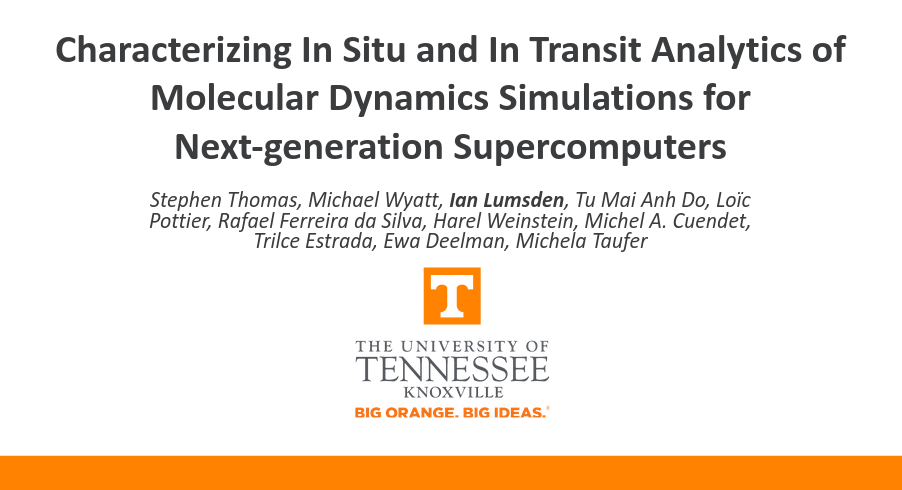 Characterizing In Situ and In Transit Analytics of
Molecular Dynamics Simulations for
Next-generation Supercomputers
Stephen Thomas, Michael Wyatt, Ian Lumsden, Tu Mai Anh Do, Loïc
Pottier, Rafael Ferreira da Silva, Harel Weinstein, Michel A. Cuendet,
Trilce Estrada, Ewa Deelman, Michela Taufer
T
THE UNIVERSITY OF
TENNESSEE
KNOXVILLE
BIG ORANGE. BIG IDEAS.®